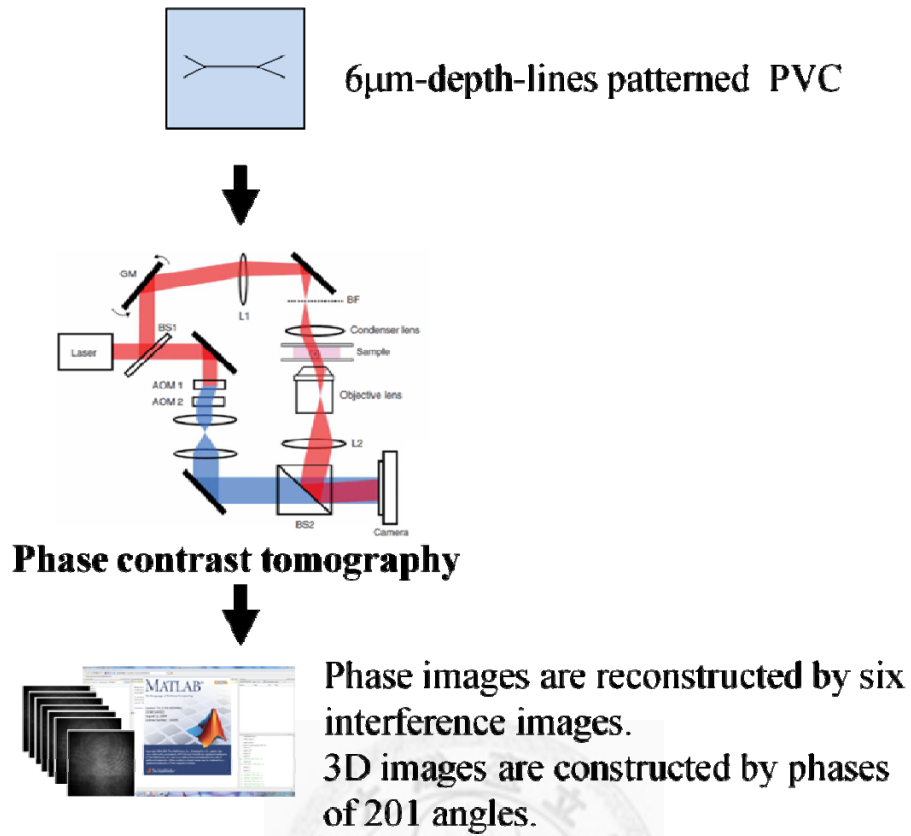 6μm-depth-lines patterned PVC
GM
L1
BF
BS1
Condenser lens
Laser
Sample
AOM 1
AOM 2
Objective lens
L2
BS2
Camera
Phase contrast tomography
MATLAB
Phase images are reconstructed by six
interference images.
3D images are constructed by phases
of 201 angles.
立